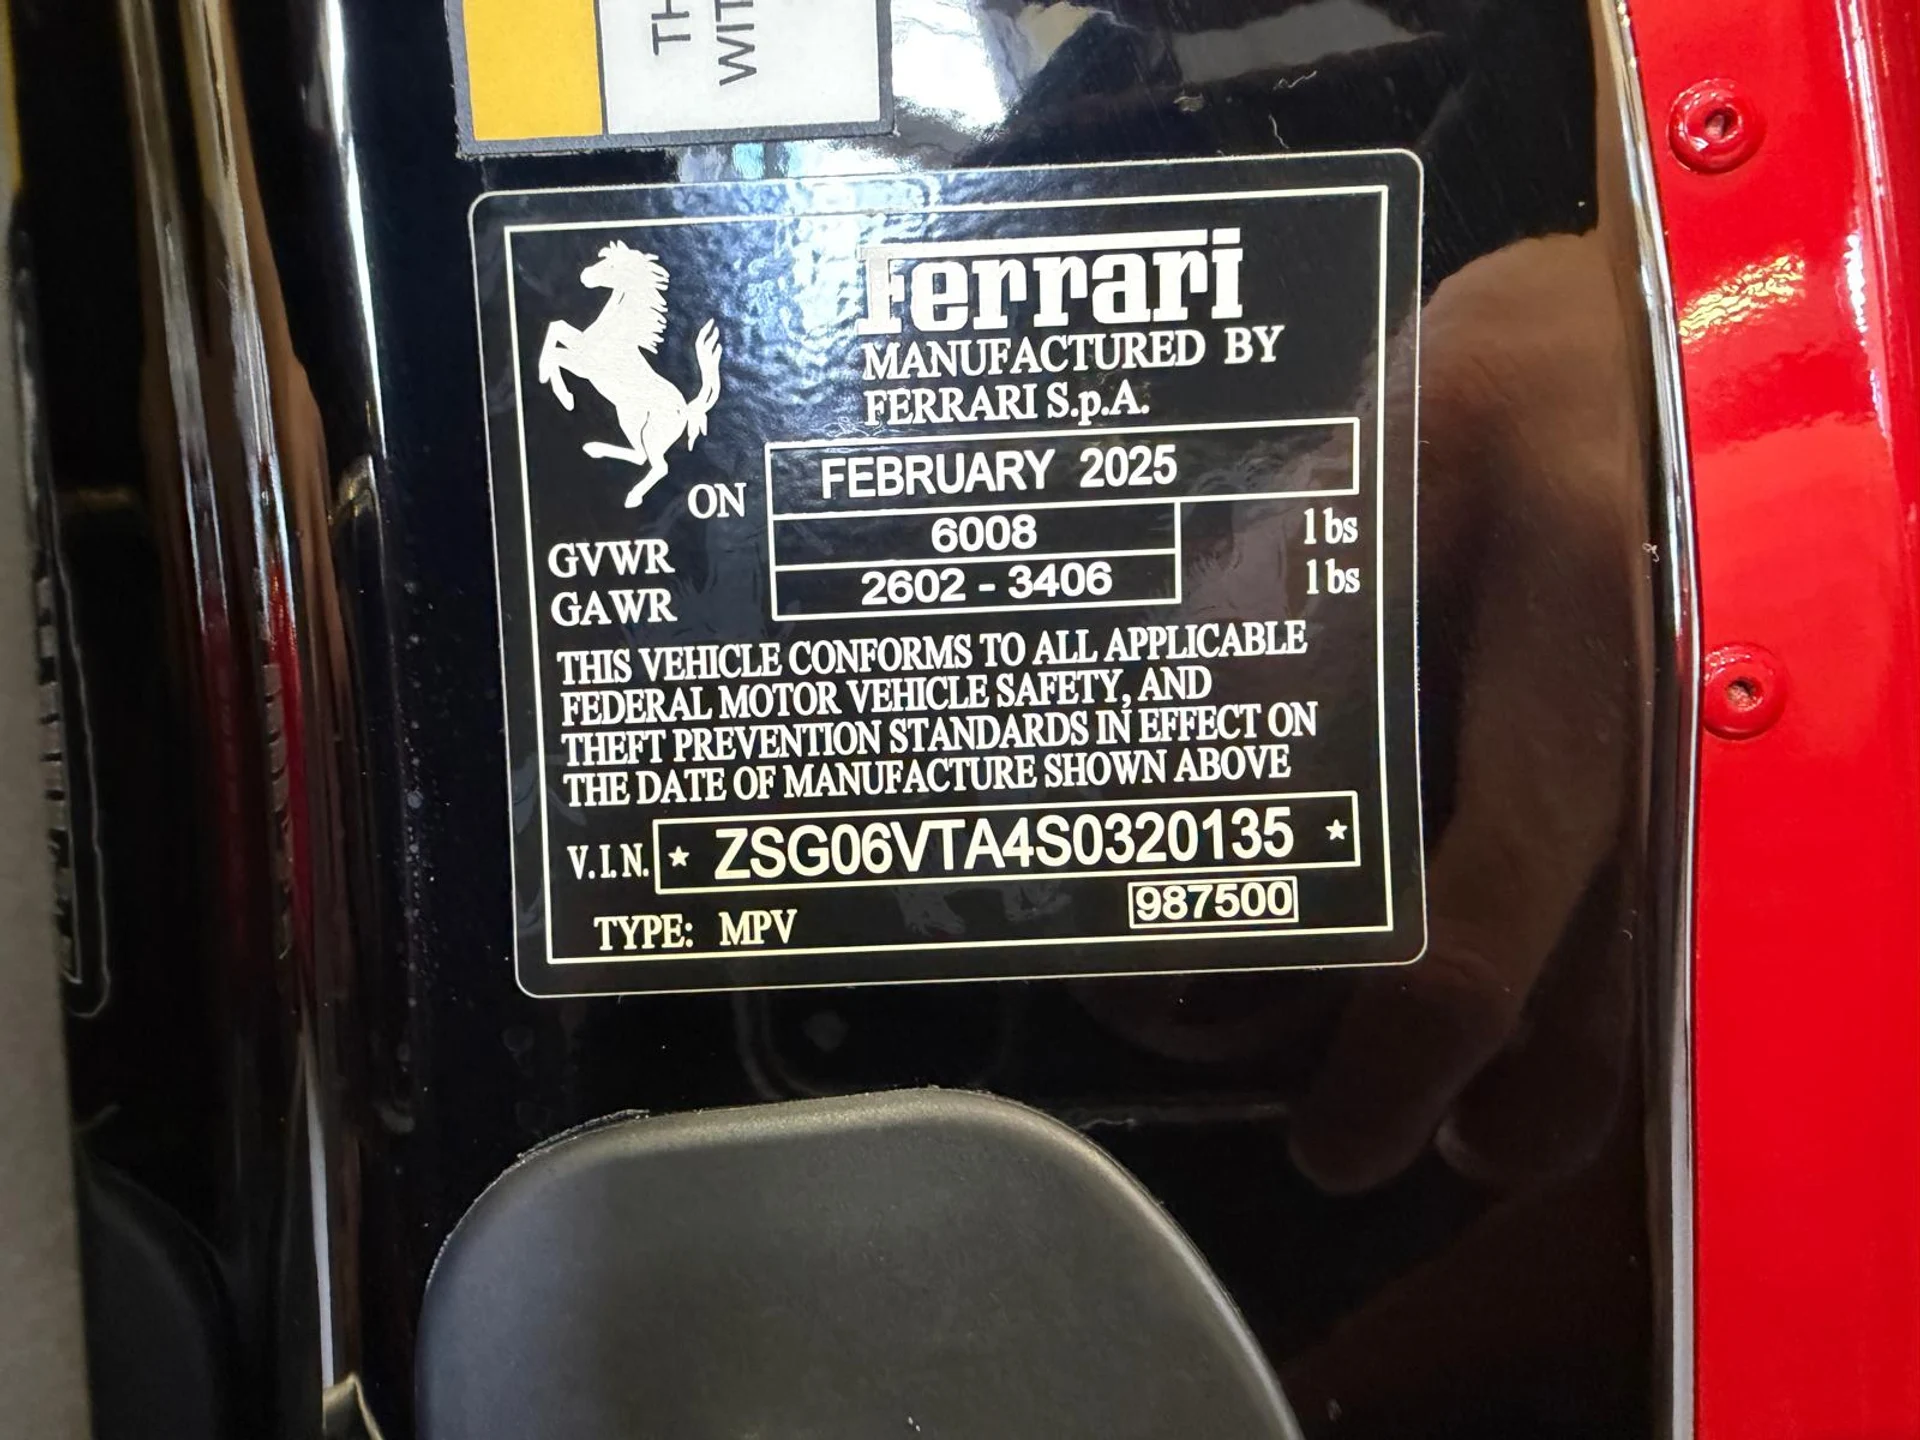 TH
WIT
Ferrari
MANUFACTURED BY
FERRARI S.p.A.
ON FEBRUARY 2025
GVWR 6008 lbs
GAWR 2602 - 3406 lbs
THIS VEHICLE CONFORMS TO ALL APPLICABLE
FEDERAL MOTOR VEHICLE SAFETY, AND
THEFT PREVENTION STANDARDS IN EFFECT ON
THE DATE OF MANUFACTURE SHOWN ABOVE
V.I.N. ★ ZSG06VTA4S0320135 ★
987500
TYPE: MPV